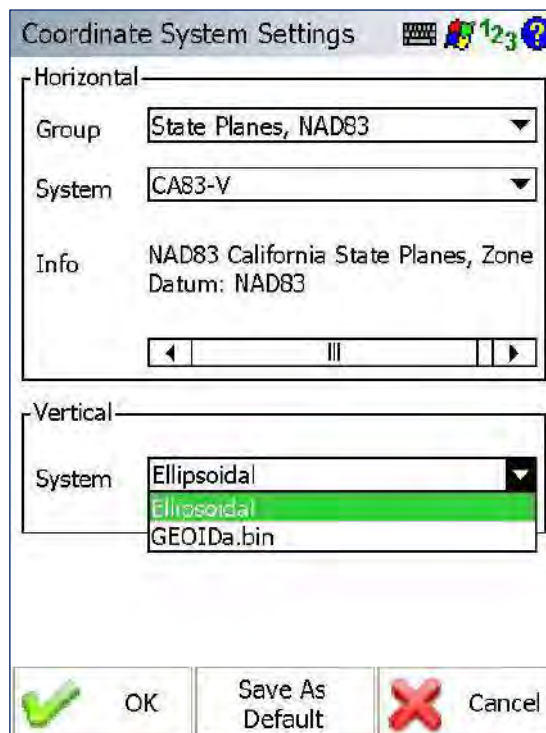 Coordinate System Settings 123 ?
Horizontal
Group State Planes, NAD83
System CA83-V
Info NAD83 California State Planes, Zone
Datum: NAD83
Vertical
System Ellipsoidal
Ellipsoidal
GEOIDa.bin
OK Save As Default Cancel